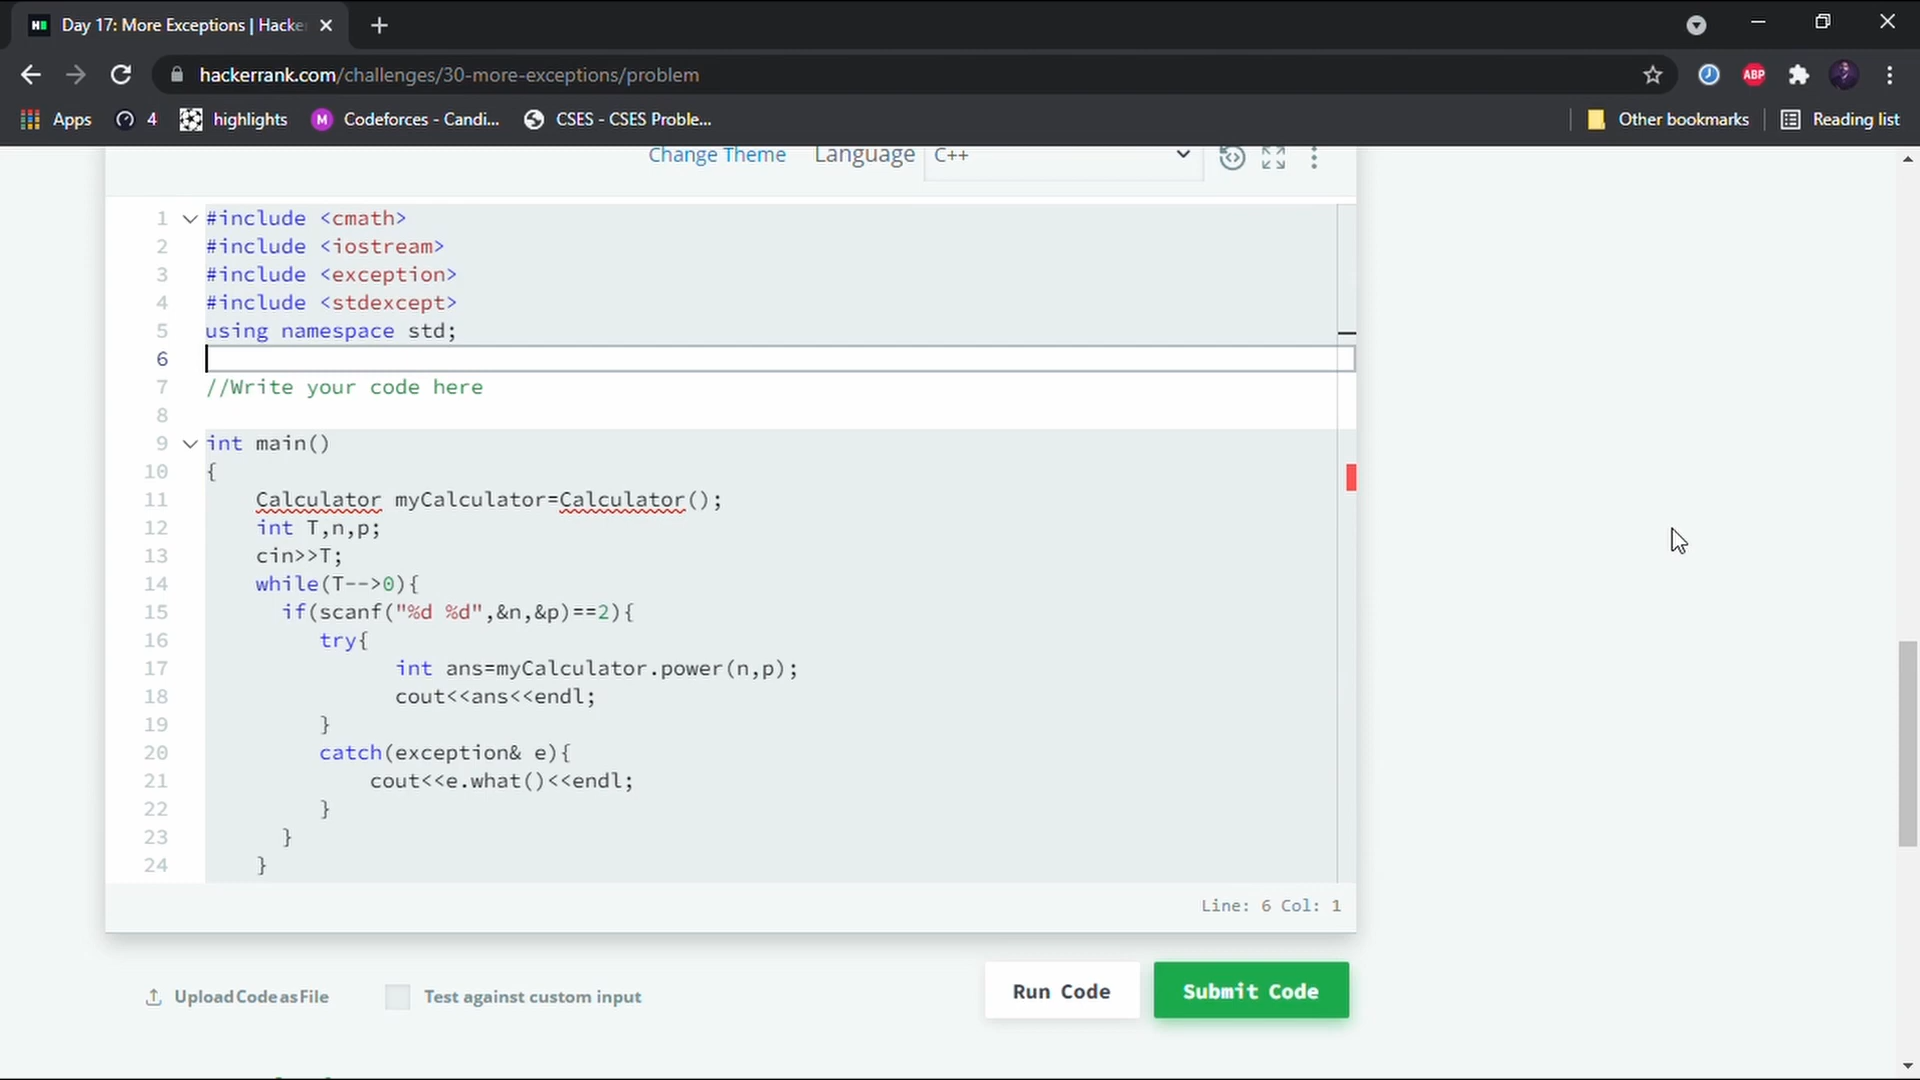 Day 17: More Exceptions | Hacke
hackerrank.com/challenges/30-more-exceptions/problem
ABP
Apps
4
highlights
M
Codeforces - Candi...
CSES - CSES Proble...
Other bookmarks
Reading list
Change Theme
Language
C++
1 #include <cmath>
2 #include <iostream>
3 #include <exception>
4 #include <stdexcept>
5 using namespace std;
6
7 //Write your code here
8
9 int main()
10 {
11 Calculator myCalculator=Calculator();
12 int T,n,p;
13 cin>>T;
14 while(T-->0){
15 if(scanf("%d %d",&n,&p)==2){
16 try{
17 int ans=myCalculator.power(n,p);
18 cout<<ans<<endl;
19 }
20 catch(exception& e){
21 cout<<e.what()<<endl;
22 }
23 }
24 }
Line: 6 Col: 1
Upload Code as File
Test against custom input
Run Code
Submit Code